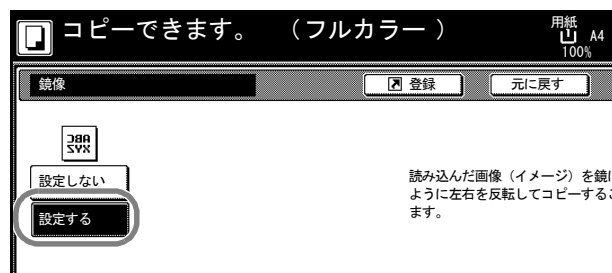 コピーできます。 （フルカラー ）
用紙
A4
100%
鏡像
登録
元に戻す
設定しない
設定する
読み込んだ画像（イメージ）を鏡
ように左右を反転してコピーする
ます。